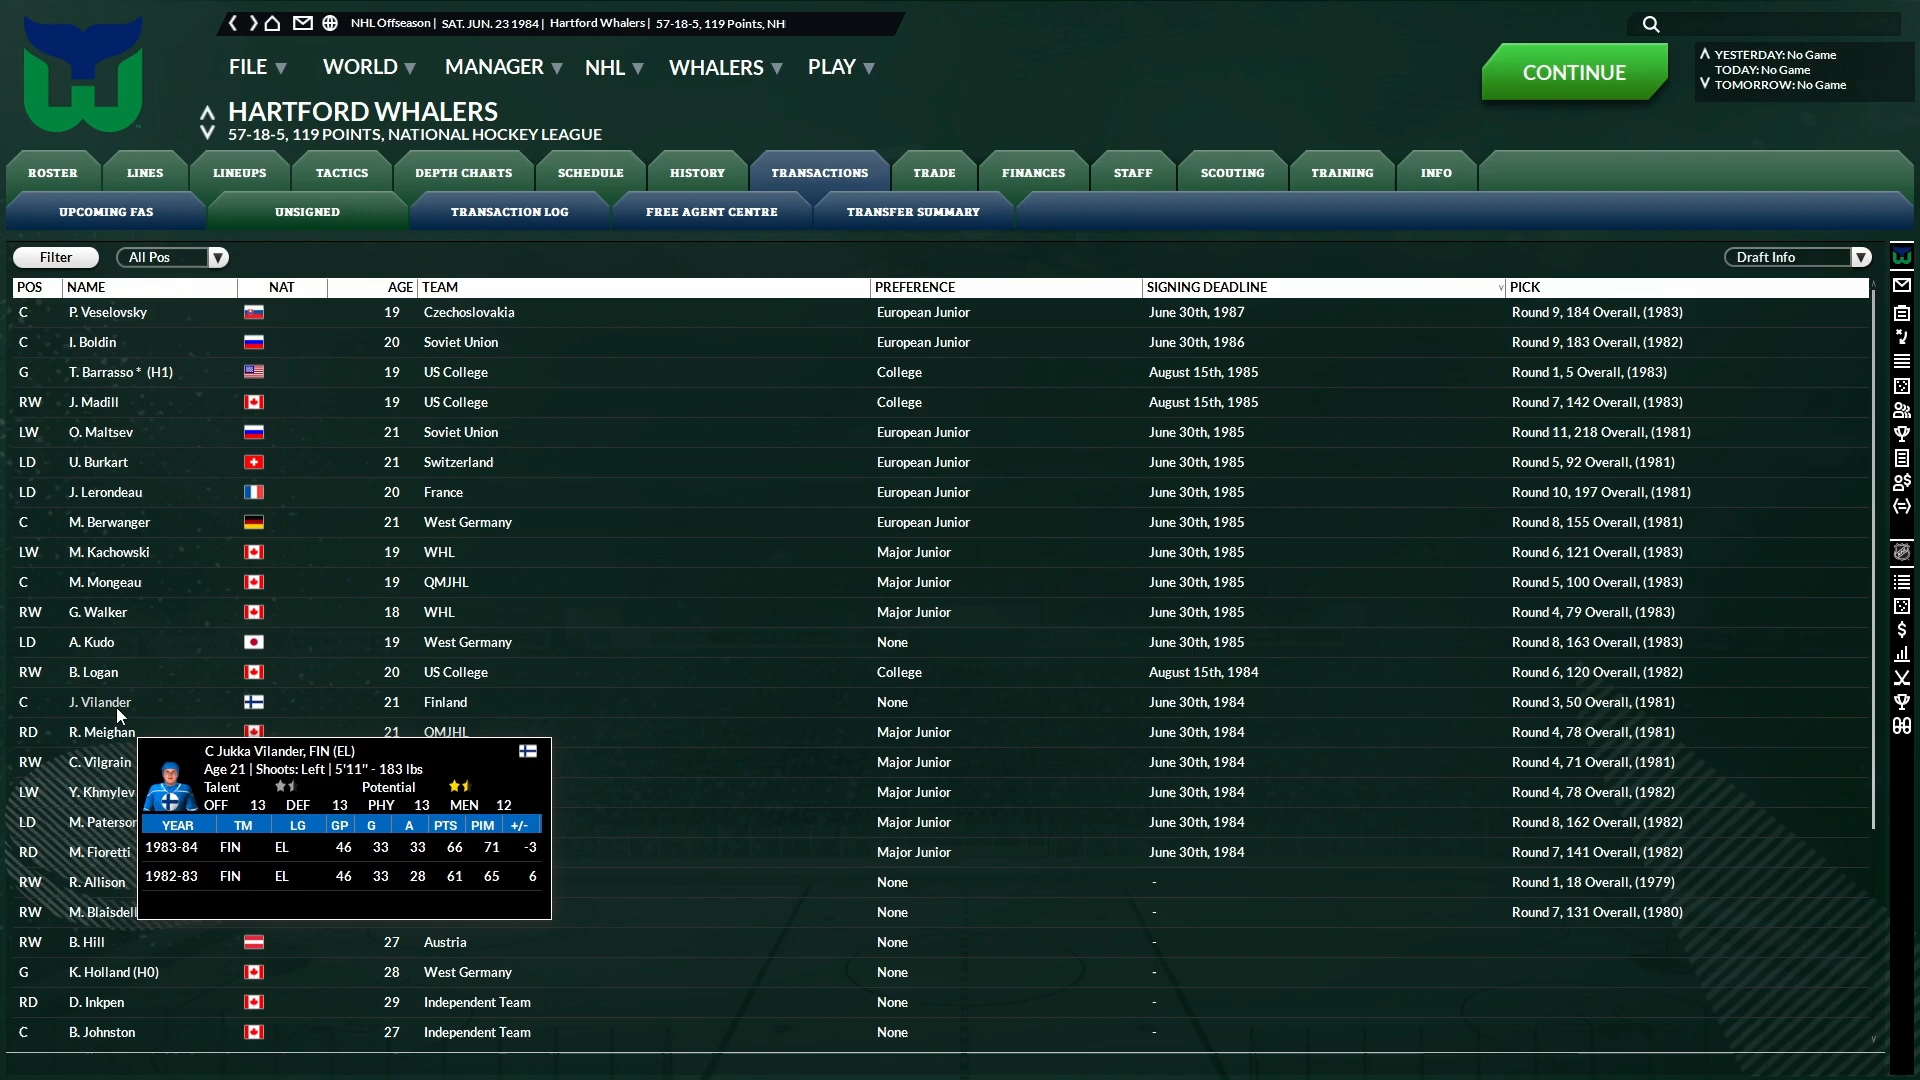 NHL Offseason | SAT. JUN. 23 1984 | Hartford Whalers | 57-18-5, 119 Points, NH
FILE WORLD MANAGER NHL WHALERS PLAY
CONTINUE
YESTERDAY: No Game
TODAY: No Game
TOMORROW: No Game
HARTFORD WHALERS
57-18-5, 119 POINTS, NATIONAL HOCKEY LEAGUE
ROSTER LINES LINEUPS TACTICS DEPTH CHARTS SCHEDULE HISTORY TRANSACTIONS TRADE FINANCES STAFF SCOUTING TRAINING INFO
UPCOMING FAS UNSIGNED TRANSACTION LOG FREE AGENT CENTRE TRANSFER SUMMARY
Filter All Pos Draft Info
POS NAME NAT AGE TEAM PREFERENCE SIGNING DEADLINE PICK
C P. Veselovsky 19 Czechoslovakia European Junior June 30th, 1987 Round 9, 184 Overall, (1983)
C I. Boldin 20 Soviet Union European Junior June 30th, 1986 Round 9, 183 Overall, (1982)
G T. Barrasso * (H1) 19 US College College August 15th, 1985 Round 1, 5 Overall, (1983)
RW J. Madill 19 US College College August 15th, 1985 Round 7, 142 Overall, (1983)
LW O. Maltsev 21 Soviet Union European Junior June 30th, 1985 Round 11, 218 Overall, (1981)
LD U. Burkart 21 Switzerland European Junior June 30th, 1985 Round 5, 92 Overall, (1981)
LD J. Lerondeau 20 France European Junior June 30th, 1985 Round 10, 197 Overall, (1981)
C M. Berwanger 21 West Germany European Junior June 30th, 1985 Round 8, 155 Overall, (1981)
LW M. Kachowski 19 WHL Major Junior June 30th, 1985 Round 6, 121 Overall, (1983)
C M. Mongeau 19 QMJHL Major Junior June 30th, 1985 Round 5, 100 Overall, (1983)
RW G. Walker 18 WHL Major Junior June 30th, 1985 Round 4, 79 Overall, (1983)
LD A. Kudo 19 West Germany None June 30th, 1985 Round 8, 163 Overall, (1983)
RW B. Logan 20 US College College August 15th, 1984 Round 6, 120 Overall, (1982)
C J. Vilander 21 Finland None June 30th, 1984 Round 3, 50 Overall, (1981)
RD R. Meighan 21 QMJHL Major Junior June 30th, 1984 Round 4, 78 Overall, (1981)
RW C. Vilgrain Major Junior June 30th, 1984 Round 4, 71 Overall, (1981)
LW Y. Khmylev Major Junior June 30th, 1984 Round 4, 78 Overall, (1982)
LD M. Paterson Major Junior June 30th, 1984 Round 8, 162 Overall, (1982)
RD M. Fioretti Major Junior June 30th, 1984 Round 7, 141 Overall, (1982)
RW R. Allison None - Round 1, 18 Overall, (1979)
RW M. Blaisdell None - Round 7, 131 Overall, (1980)
RW B. Hill 27 Austria None -
G K. Holland (H0) 28 West Germany None -
RD D. Inkpen 29 Independent Team None -
C B. Johnston 27 Independent Team None -
C Jukka Vilander, FIN (EL)
Age 21 | Shoots: Left | 5'11" - 183 lbs
Talent Potential
OFF 13 DEF 13 PHY 13 MEN 12
YEAR TM LG GP G A PTS PIM +/-
1983-84 FIN EL 46 33 33 66 71 -3
1982-83 FIN EL 46 33 28 61 65 6